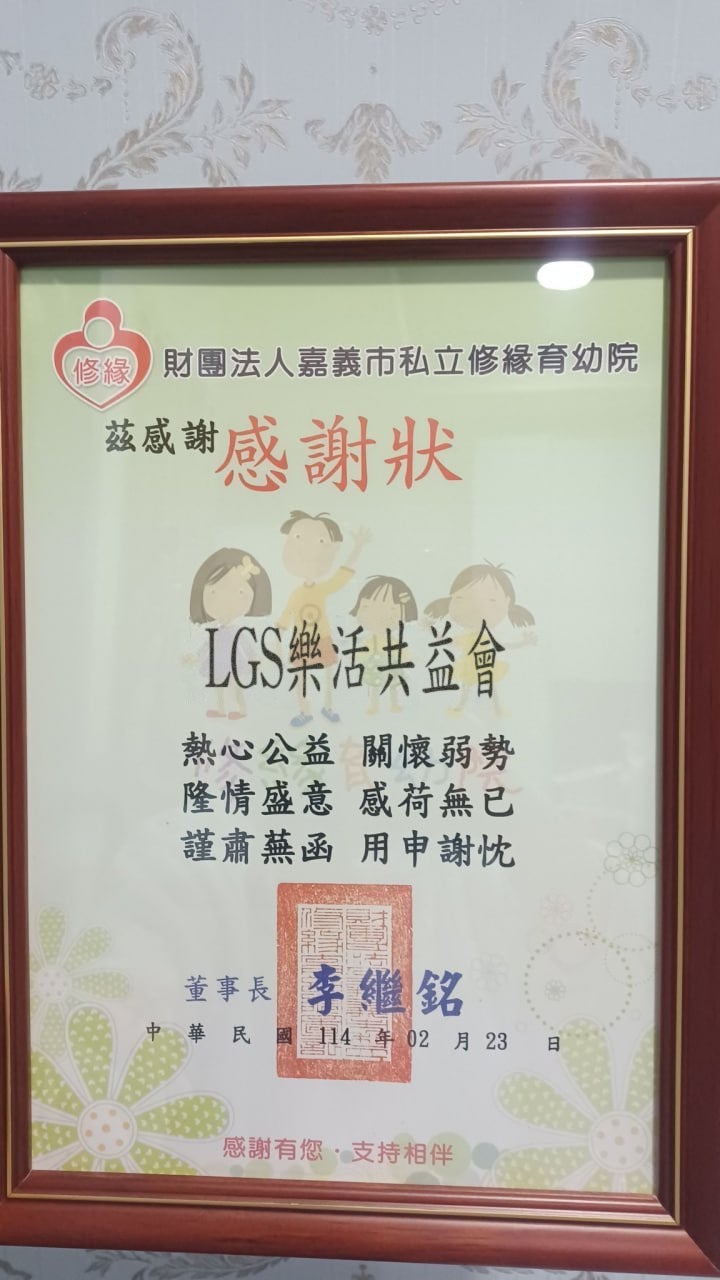 修緣
財團法人嘉義市私立修緣育幼院
茲感謝
感謝狀
LGS樂活共益會
熱心公益 關懷弱勢
隆情盛意 感荷無已
謹肅蕪函 用申謝忱
董事長 李繼銘
中華民國 114 年 02 月 23 日
感謝有您·支持相伴